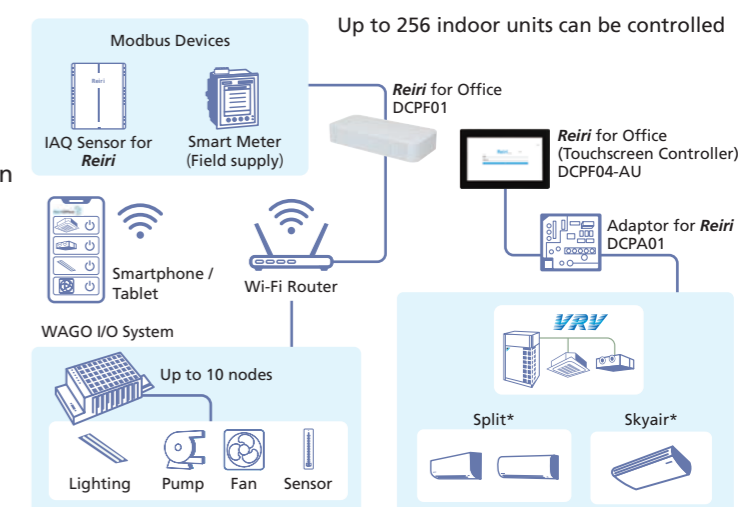 Up to 256 indoor units can be controlled
Modbus Devices
Reiri
IAQ Sensor for
Reiri
Smart Meter
(Field supply)
Reiri for Office
DCPF01
Reiri for Office
(Touchscreen Controller)
DCPF04-AU
n
Adaptor for Reiri
DCPA01
Smartphone /
Tablet
Wi-Fi Router
WAGO I/O System
Up to 10 nodes
Lighting
Pump
Fan
Sensor
VRV
Split*
Skyair*